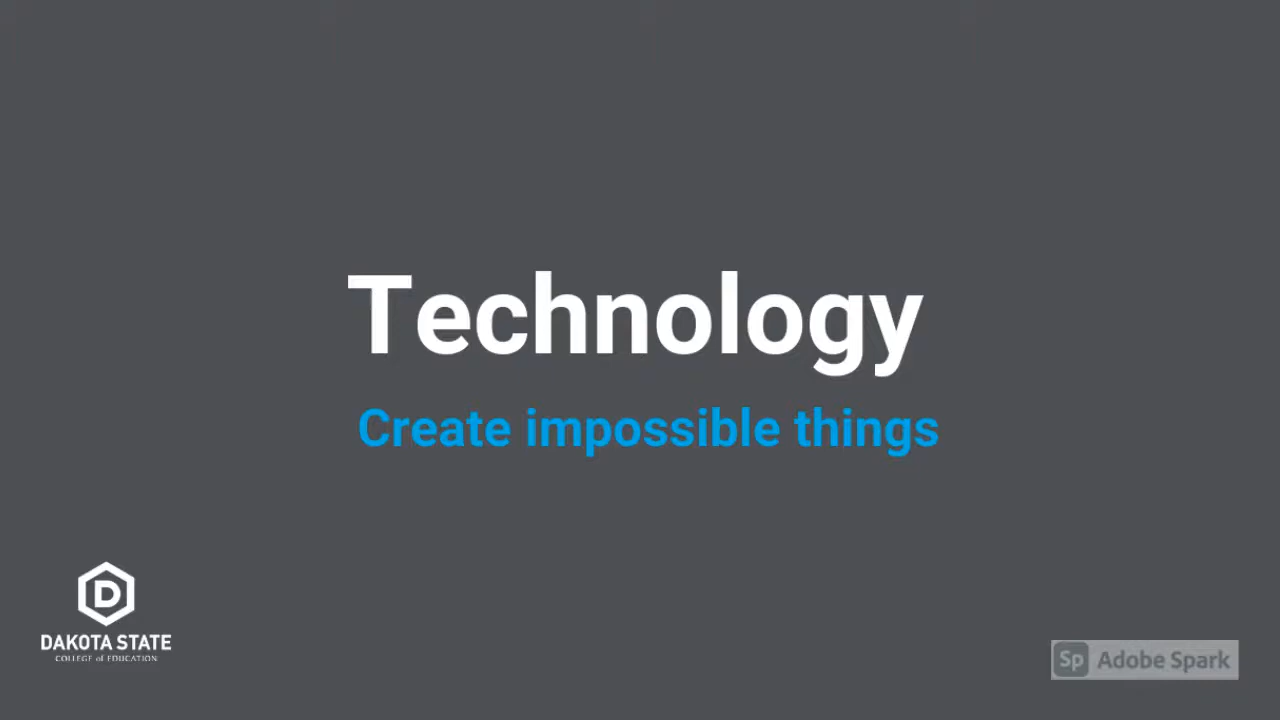 Technology
Create impossible things
D
DAKOTA STATE
COLLEGE of EDUCATION
Sp Adobe Spark